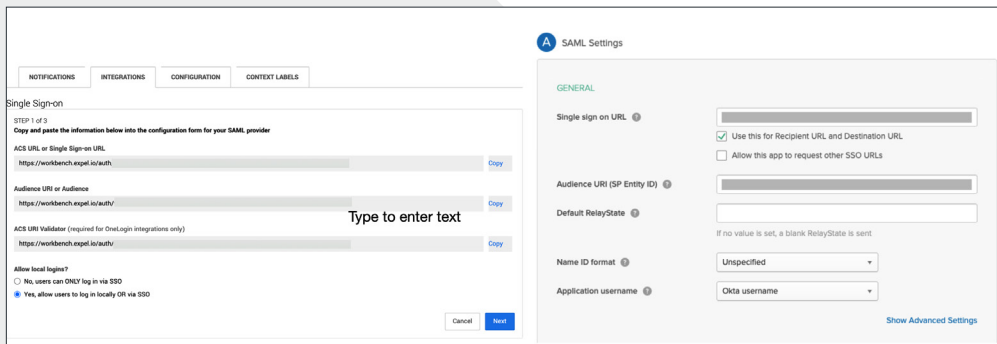 NOTIFICATIONS
INTEGRATIONS
CONFIGURATION
CONTEXT LABELS
Single Sign-on
STEP 1 of 3
Copy and paste the information below into the configuration form for your SAML provider
ACS URL or Single Sign-on URL
https://workbench.expel.io/auth.
Copy
Audience URI or Audience
https://workbench.expel.io/auth/
Copy
Type to enter text
ACS URI Validator (required for OneLogin integrations only)
https://workbench.expel.io/auth/
Copy
Allow local logins?
No, users can ONLY log in via SSO
Yes, allow users to log in locally OR via SSO
Cancel
Next
A SAML Settings
GENERAL
Single sign on URL ?
Use this for Recipient URL and Destination URL
Allow this app to request other SSO URLs
Audience URI (SP Entity ID) ?
Default RelayState ?
If no value is set, a blank RelayState is sent
Name ID format ?
Unspecified
Application username ?
Okta username
Show Advanced Settings